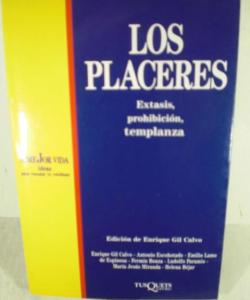 LOS
PLACERES
Extasis,
prohibición,
templanza
JOR VIDA
Edición de Enrique Gil Calvo
Enrique Gil Calvo · Antonio Escohotado · Emilio Lamo
de Espinosa · Fermín Bouza · Ludolfo Paramio ·
María Jesús Miranda · Helena Béjar
TUSQUETS